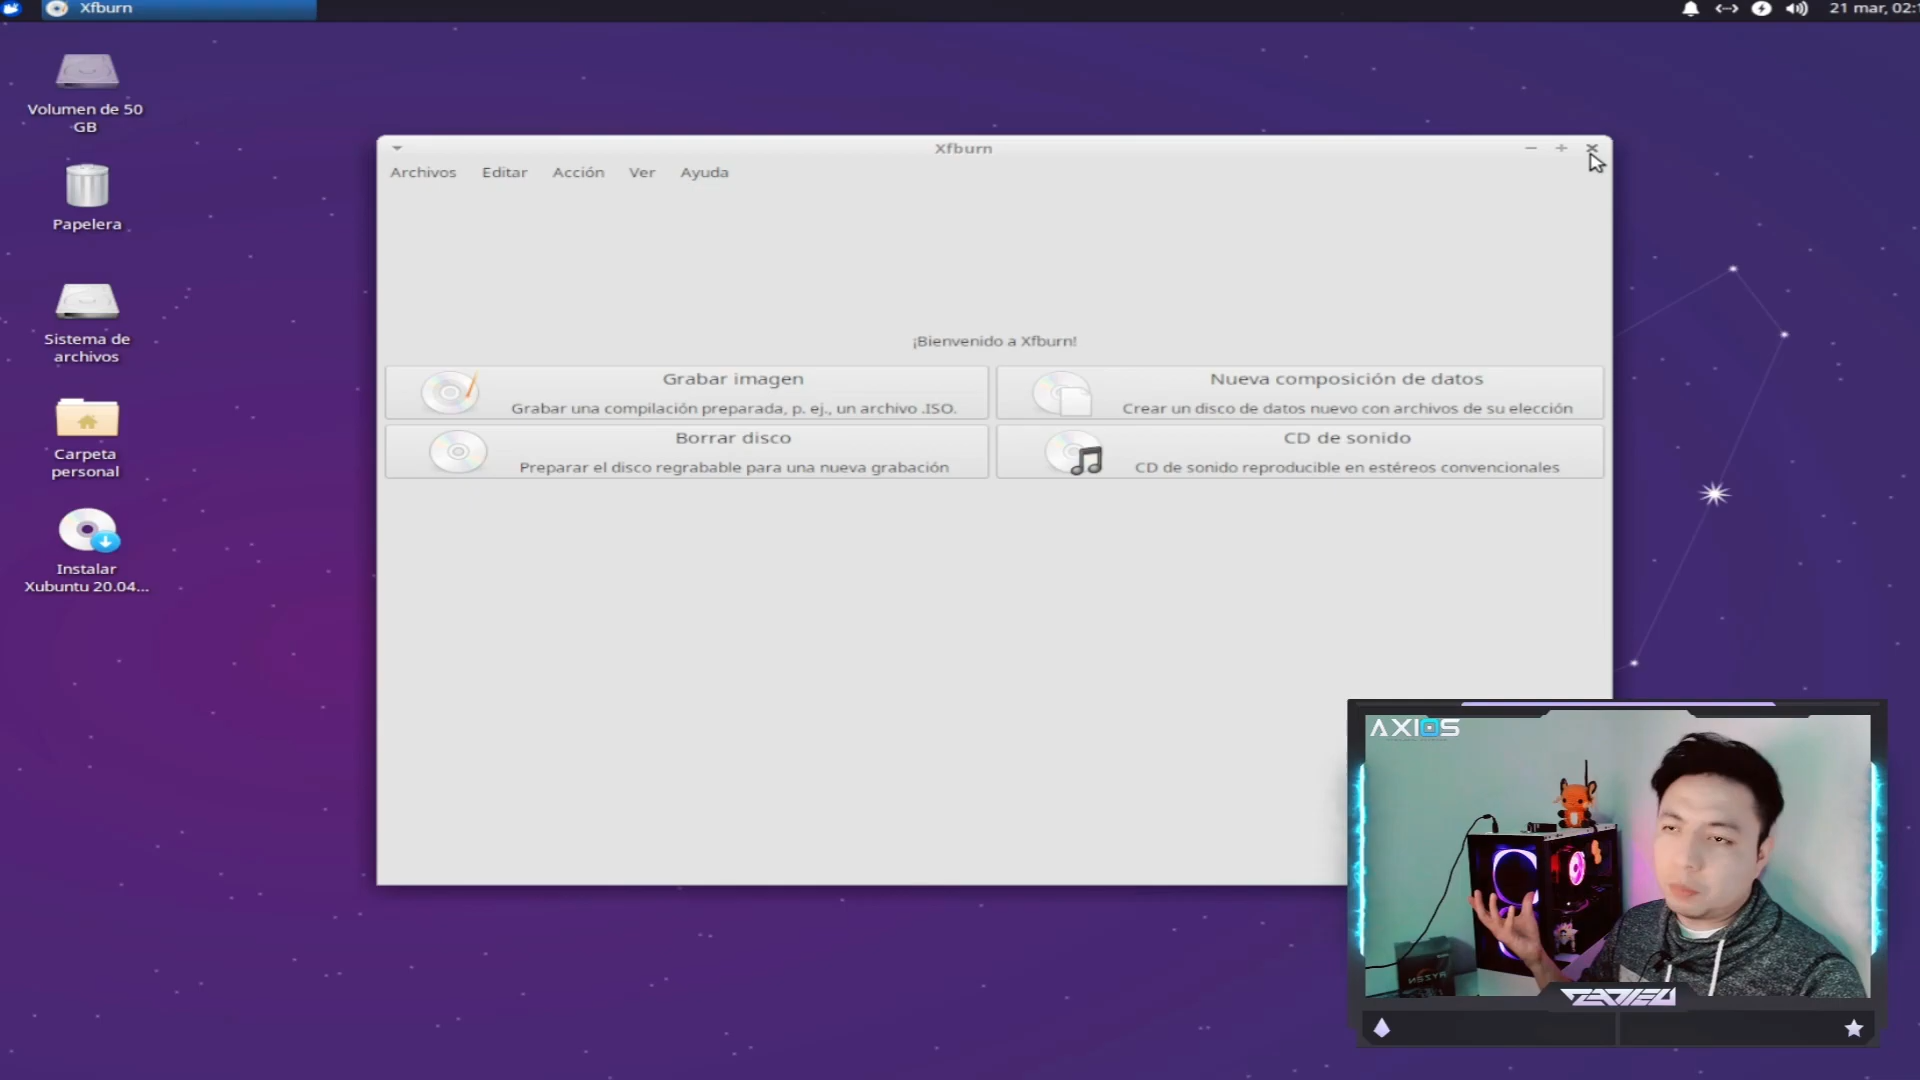 Xfburn
21 mar, 02:1
Volumen de 50
GB
Papelera
Sistema de
archivos
Carpeta
personal
Instalar
Xubuntu 20.04...
Xfburn
Archivos Editar Acción Ver Ayuda
¡Bienvenido a Xfburn!
Grabar imagen
Grabar una compilación preparada, p. ej., un archivo .ISO.
Nueva composición de datos
Crear un disco de datos nuevo con archivos de su elección
Borrar disco
Preparar el disco regrabable para una nueva grabación
CD de sonido
CD de sonido reproducible en estéreos convencionales
AXIOS
RYZEN